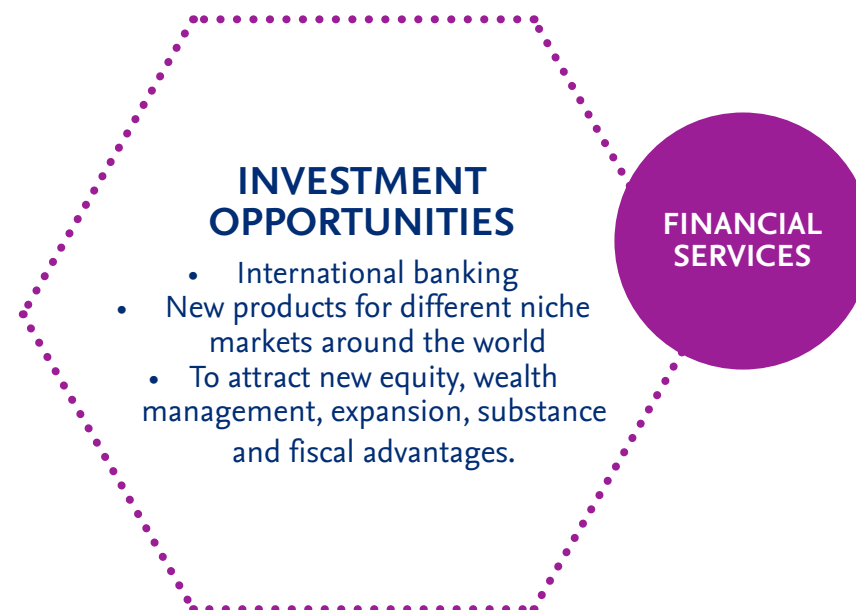 INVESTMENT
OPPORTUNITIES
• International banking
• New products for different niche
markets around the world
• To attract new equity, wealth
management, expansion, substance
and fiscal advantages.
FINANCIAL
SERVICES